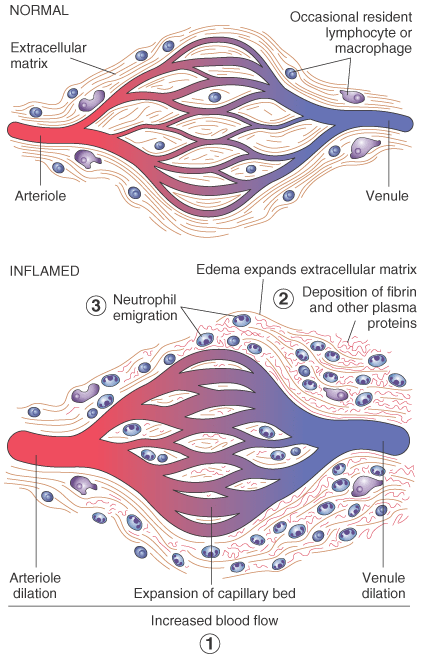 NORMAL
Extracellular
matrix
Occasional resident
lymphocyte or
macrophage
Arteriole
Venule
INFLAMED
Edema expands extracellular matrix
3
Neutrophil
emigration
2
Deposition of fibrin
and other plasma
proteins
Arteriole
dilation
Expansion of capillary bed
Venule
dilation
Increased blood flow
1